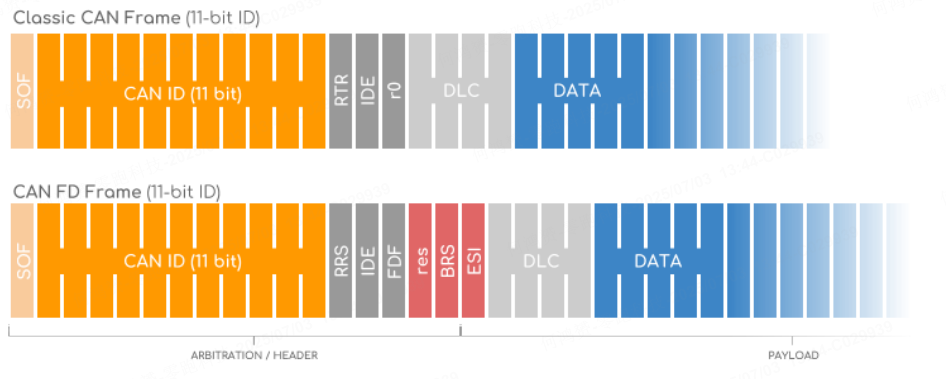 Classic CAN Frame (11-bit ID)
SOF CAN ID (11 bit) RTR IDE r0 DLC DATA
CAN FD Frame (11-bit ID)
SOF CAN ID (11 bit) RRS IDE FDF res BRS ESI DLC DATA
ARBITRATION / HEADER PAYLOAD